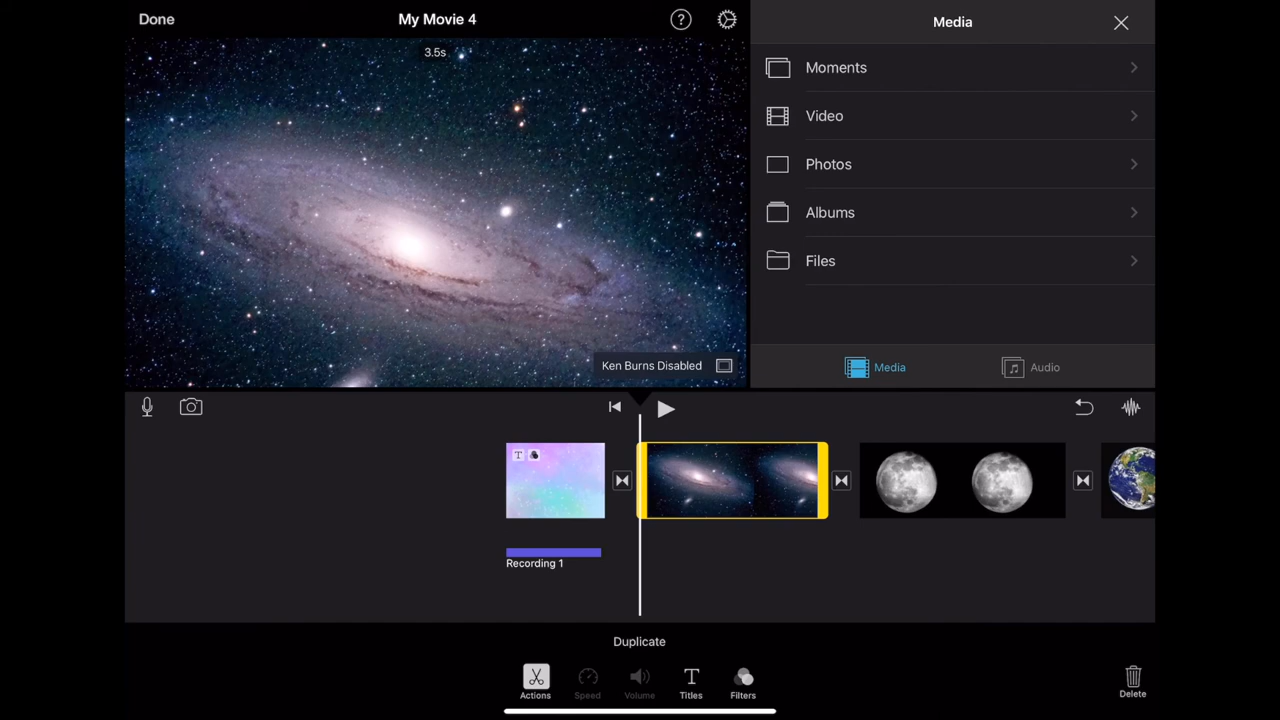 Done
My Movie 4
?
3.5s
Ken Burns Disabled
Media
Moments
Video
Photos
Albums
Files
Media
Audio
T
Recording 1
Duplicate
Actions
Speed
Volume
T
Titles
Filters
Delete